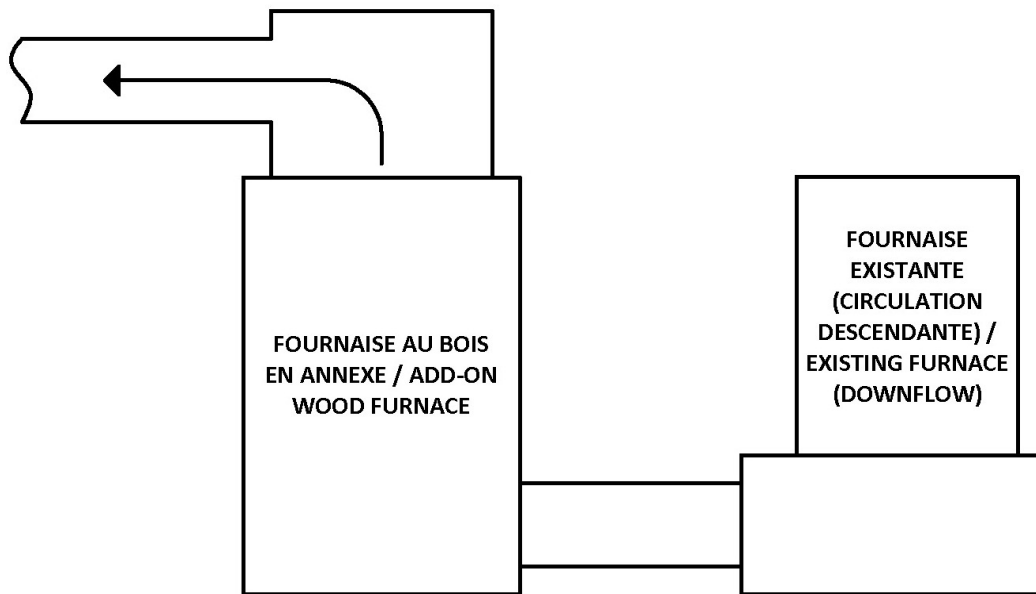 FOURNAISE AU BOIS
EN ANNEXE / ADD-ON
WOOD FURNACE
FOURNAISE
EXISTANTE
(CIRCULATION
DESCENDANTE) /
EXISTING FURNACE
(DOWNFLOW)